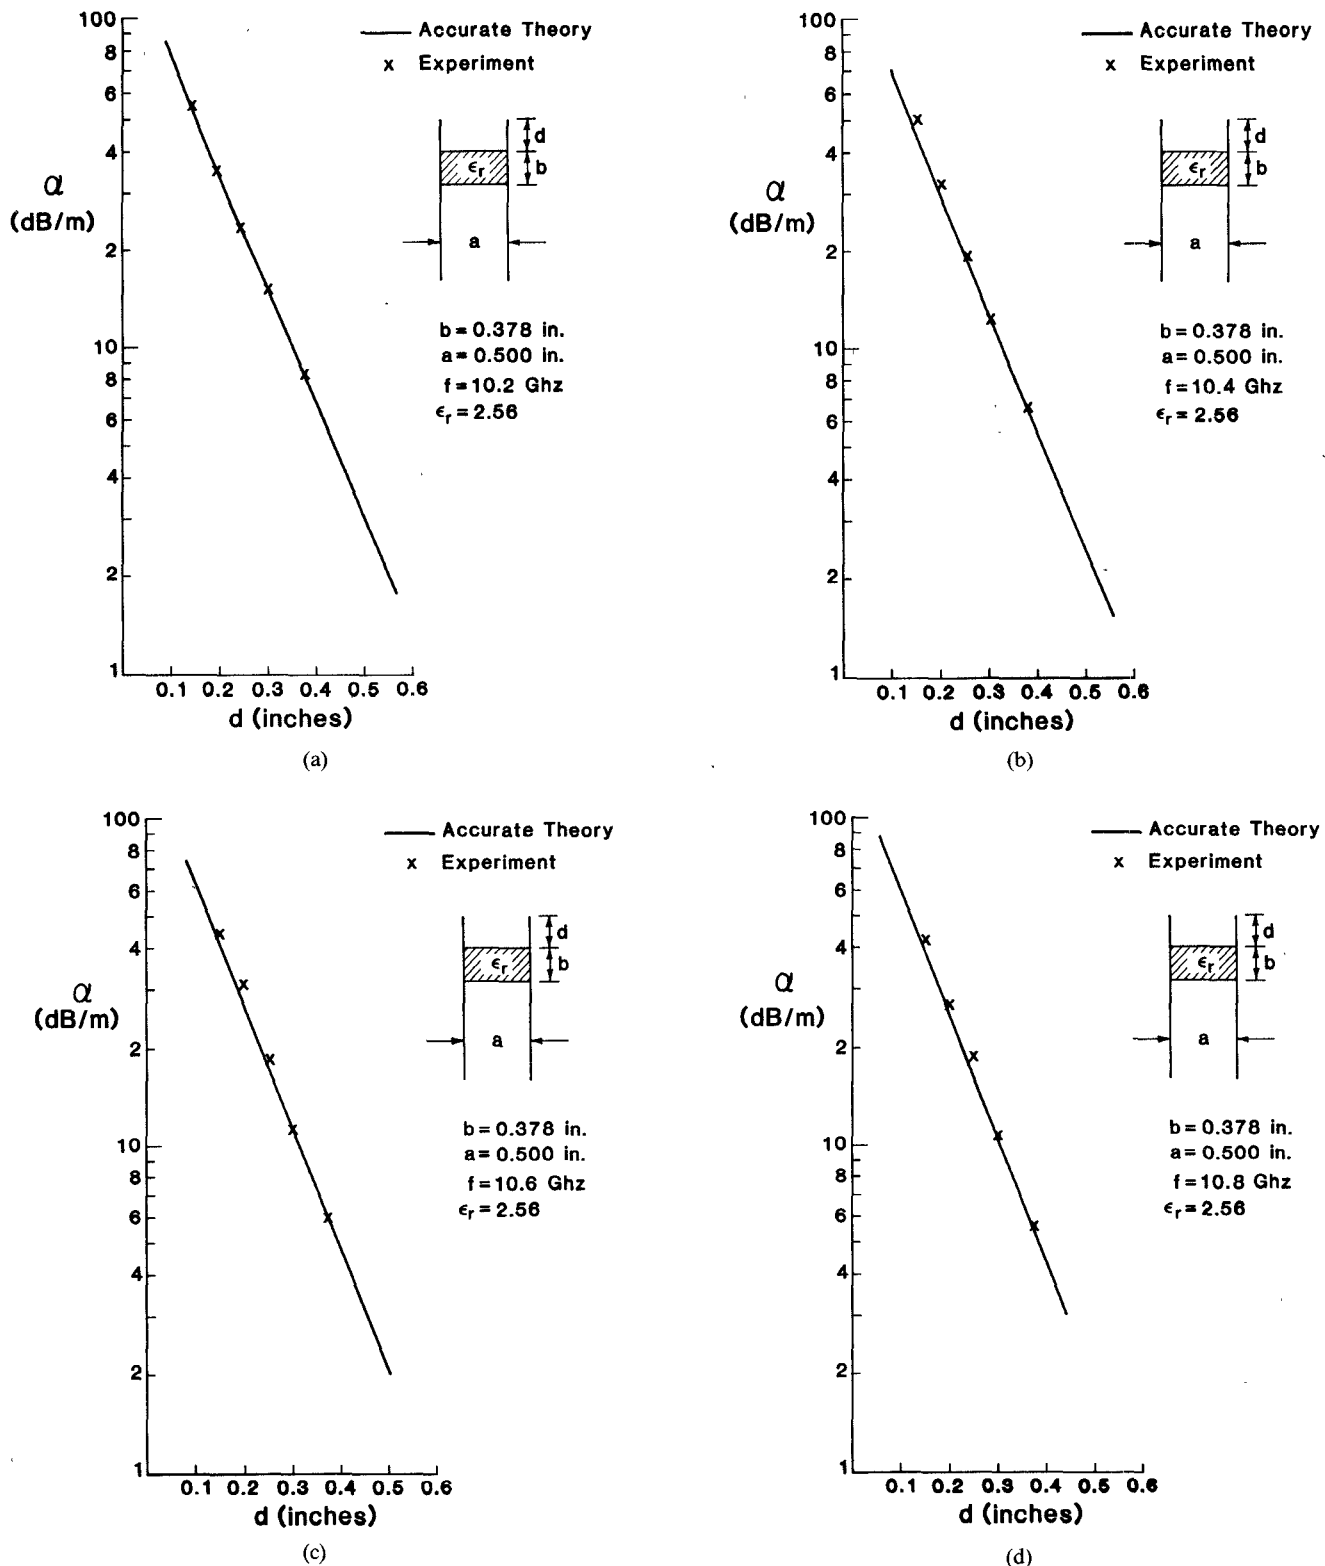 100
8
6
4
2
10
8
6
4
2
1
α
(dB/m)
Accurate Theory
x Experiment
d
ϵr
b
a
b = 0.378 in.
a = 0.500 in.
f = 10.2 Ghz
ϵr = 2.56
0.1 0.2 0.3 0.4 0.5 0.6
d (inches)
(a)
100
8
6
4
2
10
8
6
4
2
1
α
(dB/m)
Accurate Theory
x Experiment
d
ϵr
b
a
b = 0.378 in.
a = 0.500 in.
f = 10.4 Ghz
ϵr = 2.56
0.1 0.2 0.3 0.4 0.5 0.6
d (inches)
(b)
100
8
6
4
2
10
8
6
4
2
1
α
(dB/m)
Accurate Theory
x Experiment
d
ϵr
b
a
b = 0.378 in.
a = 0.500 in.
f = 10.6 Ghz
ϵr = 2.56
0.1 0.2 0.3 0.4 0.5 0.6
d (inches)
(c)
100
8
6
4
2
10
8
6
4
2
1
α
(dB/m)
Accurate Theory
x Experiment
d
ϵr
b
a
b = 0.378 in.
a = 0.500 in.
f = 10.8 Ghz
ϵr = 2.56
0.1 0.2 0.3 0.4 0.5 0.6
d (inches)
(d)